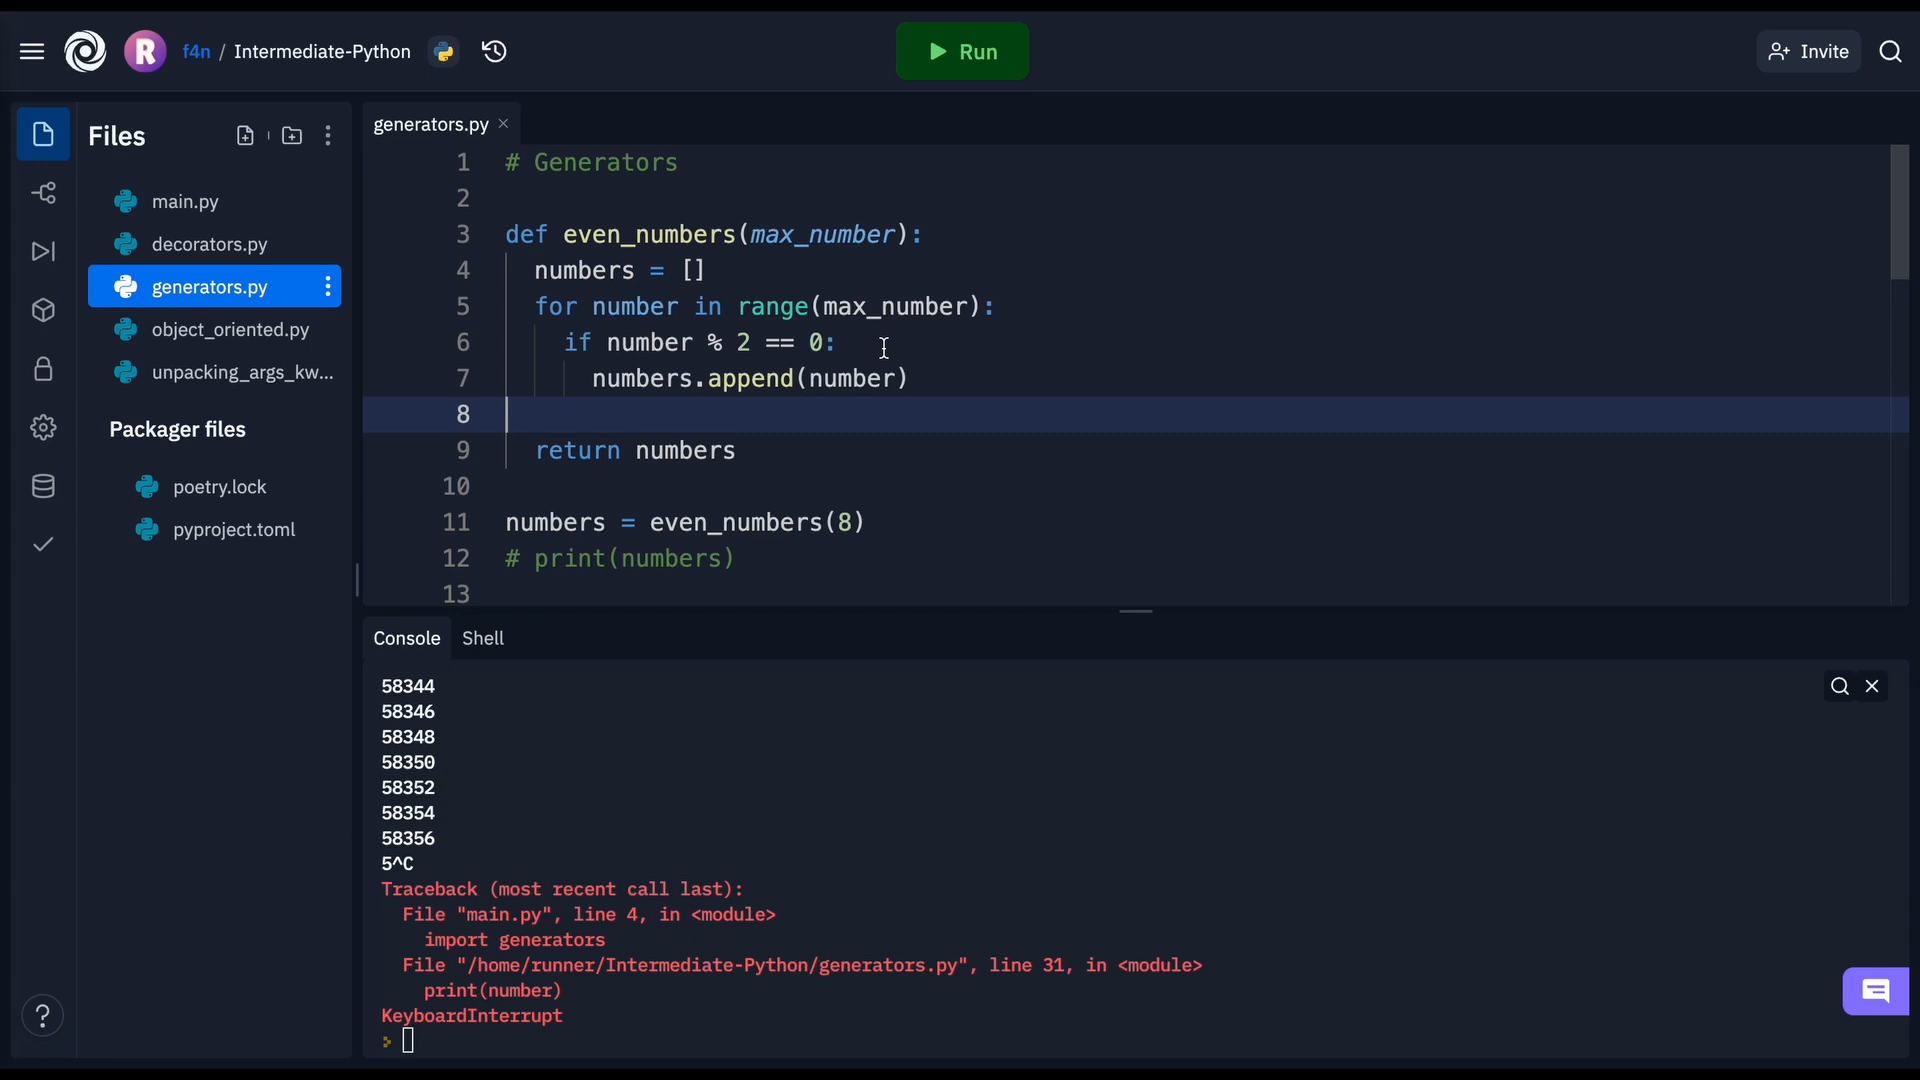 R f4n / Intermediate-Python Run Invite
Files
main.py
decorators.py
generators.py
object_oriented.py
unpacking_args_kw...
Packager files
poetry.lock
pyproject.toml
?
generators.py ×
1 # Generators
2
3 def even_numbers(max_number):
4 numbers = []
5 for number in range(max_number):
6 if number % 2 == 0:
7 numbers.append(number)
8
9 return numbers
10
11 numbers = even_numbers(8)
12 # print(numbers)
13
Console Shell
58344
58346
58348
58350
58352
58354
58356
5^C
Traceback (most recent call last):
File "main.py", line 4, in <module>
import generators
File "/home/runner/Intermediate-Python/generators.py", line 31, in <module>
print(number)
KeyboardInterrupt